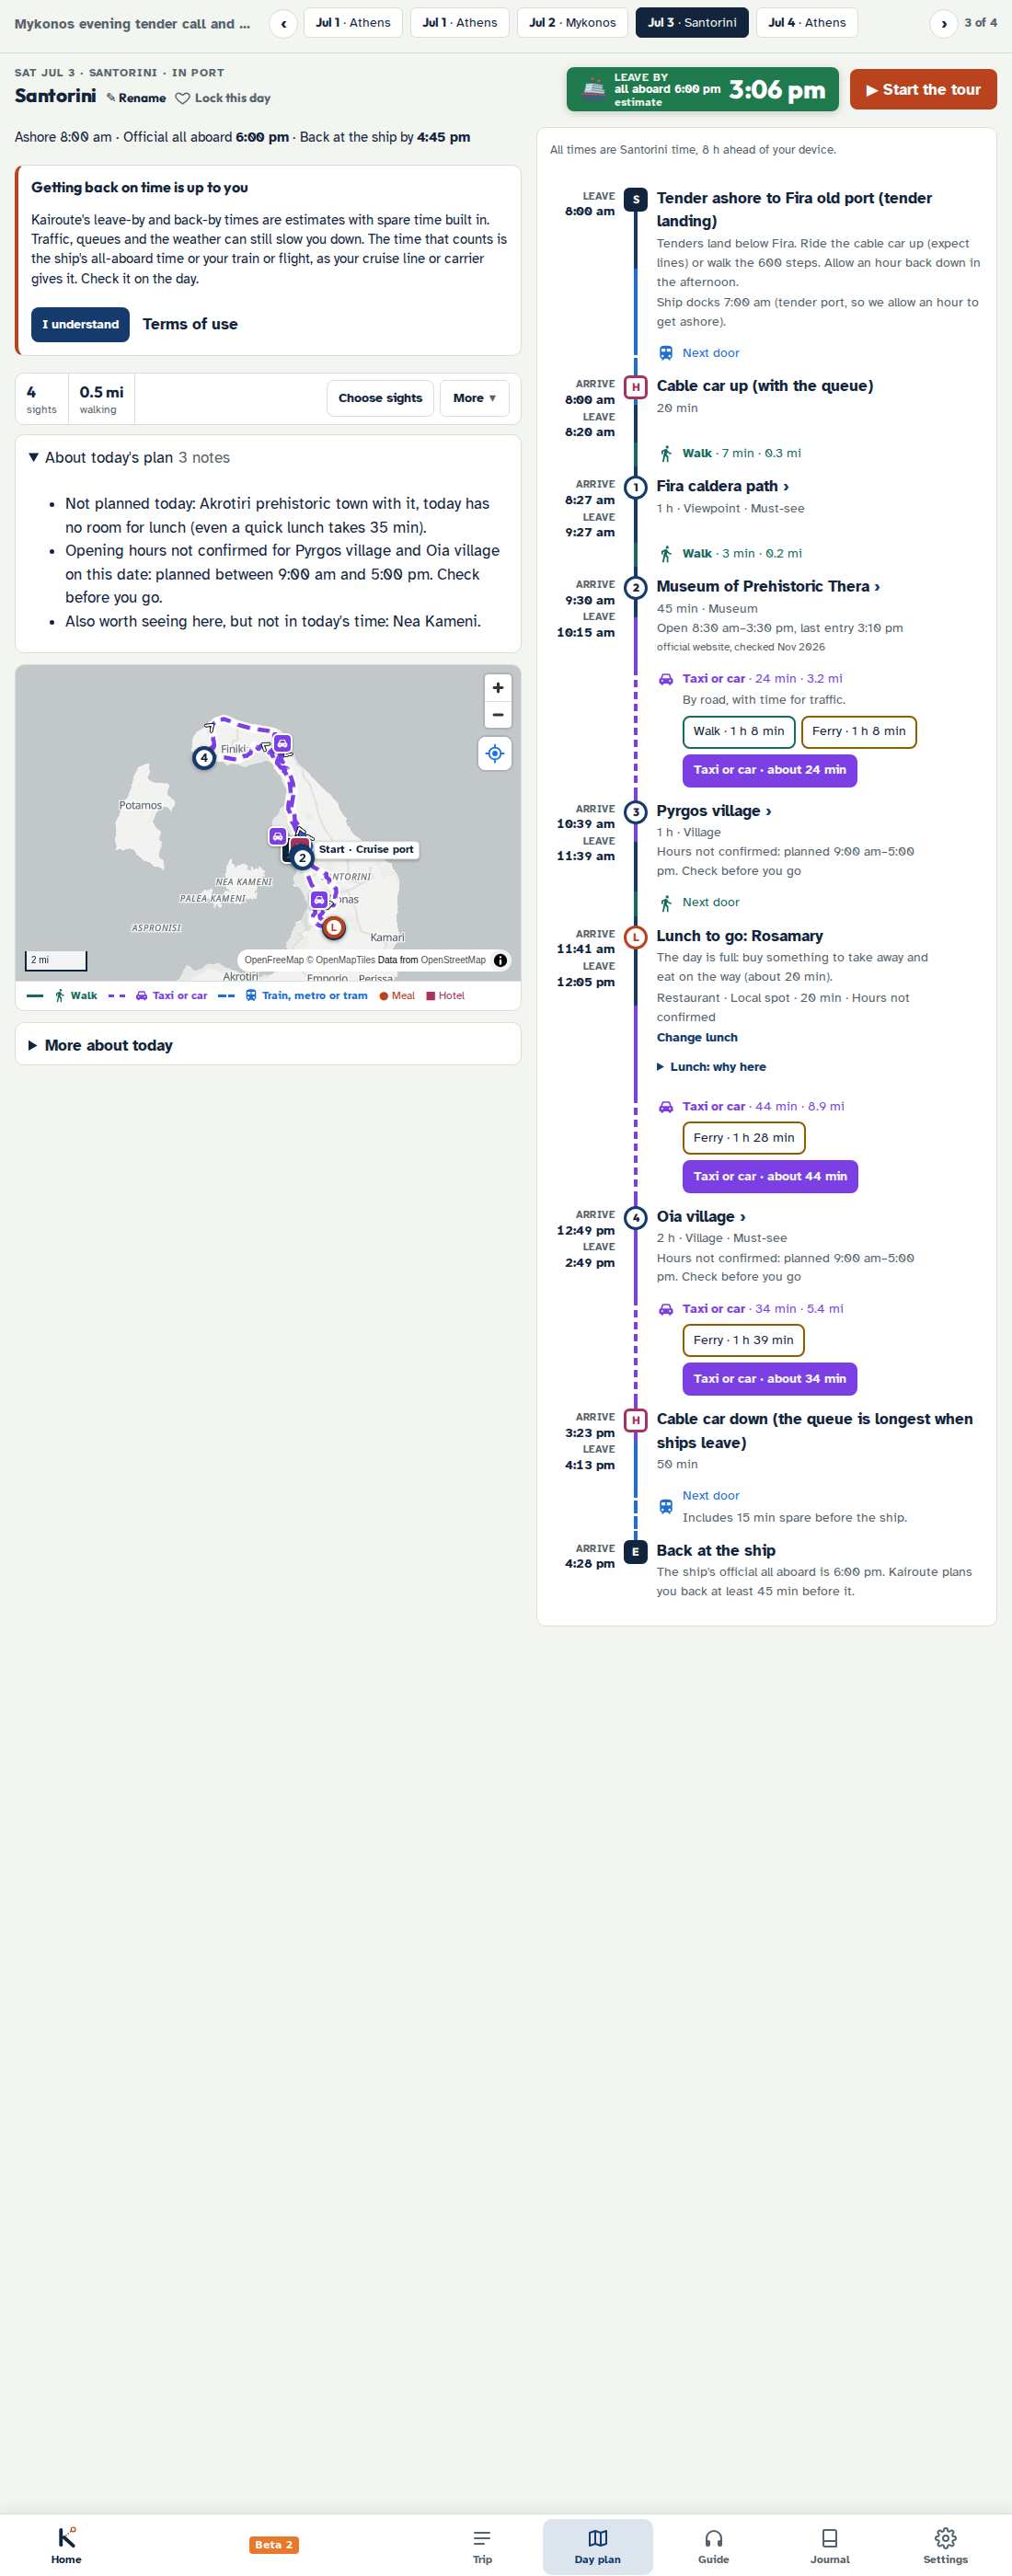 Mykonos evening tender call and ...
‹
Jul 1 · Athens
Jul 1 · Athens
Jul 2 · Mykonos
Jul 3 · Santorini
Jul 4 · Athens
›
3 of 4
SAT JUL 3 · SANTORINI · IN PORT
Santorini
✎ Rename
Lock this day
LEAVE BY
all aboard 6:00 pm
estimate
3:06 pm
▶ Start the tour
Ashore 8:00 am · Official all aboard 6:00 pm · Back at the ship by 4:45 pm
Getting back on time is up to you
Kairoute's leave-by and back-by times are estimates with spare time built in.
Traffic, queues and the weather can still slow you down. The time that counts is
the ship's all-aboard time or your train or flight, as your cruise line or carrier
gives it. Check it on the day.
I understand
Terms of use
4
sights
0.5 mi
walking
Choose sights
More ▼
▼ About today's plan 3 notes
• Not planned today: Akrotiri prehistoric town with it, today has
no room for lunch (even a quick lunch takes 35 min).
• Opening hours not confirmed for Pyrgos village and Oia village
on this date: planned between 9:00 am and 5:00 pm. Check
before you go.
• Also worth seeing here, but not in today's time: Nea Kameni.
+
−
Finiki
4
Potamos
2
Start · Cruise port
NEA KAMENI
NTORINI
PALEA KAMENI
onas
ASPRONISI
L
Kamari
2 mi
OpenFreeMap © OpenMapTiles Data from OpenStreetMap
Akrotiri
Emporio
Perissa
Walk
Taxi or car
Train, metro or tram
Meal
Hotel
▶ More about today
All times are Santorini time, 8 h ahead of your device.
LEAVE
8:00 am
S
Tender ashore to Fira old port (tender
landing)
Tenders land below Fira. Ride the cable car up (expect
lines) or walk the 600 steps. Allow an hour back down in
the afternoon.
Ship docks 7:00 am (tender port, so we allow an hour to
get ashore).
Next door
ARRIVE
8:00 am
LEAVE
8:20 am
H
Cable car up (with the queue)
20 min
Walk · 7 min · 0.3 mi
ARRIVE
8:27 am
LEAVE
9:27 am
1
Fira caldera path ›
1 h · Viewpoint · Must-see
Walk · 3 min · 0.2 mi
ARRIVE
9:30 am
LEAVE
10:15 am
2
Museum of Prehistoric Thera ›
45 min · Museum
Open 8:30 am–3:30 pm, last entry 3:10 pm
official website, checked Nov 2026
Taxi or car · 24 min · 3.2 mi
By road, with time for traffic.
Walk · 1 h 8 min
Ferry · 1 h 8 min
Taxi or car · about 24 min
ARRIVE
10:39 am
LEAVE
11:39 am
3
Pyrgos village ›
1 h · Village
Hours not confirmed: planned 9:00 am–5:00
pm. Check before you go
Next door
ARRIVE
11:41 am
LEAVE
12:05 pm
L
Lunch to go: Rosamary
The day is full: buy something to take away and
eat on the way (about 20 min).
Restaurant · Local spot · 20 min · Hours not
confirmed
Change lunch
▶ Lunch: why here
Taxi or car · 44 min · 8.9 mi
Ferry · 1 h 28 min
Taxi or car · about 44 min
ARRIVE
12:49 pm
LEAVE
2:49 pm
4
Oia village ›
2 h · Village · Must-see
Hours not confirmed: planned 9:00 am–5:00
pm. Check before you go
Taxi or car · 34 min · 5.4 mi
Ferry · 1 h 39 min
Taxi or car · about 34 min
ARRIVE
3:23 pm
LEAVE
4:13 pm
H
Cable car down (the queue is longest when
ships leave)
50 min
Next door
Includes 15 min spare before the ship.
ARRIVE
4:28 pm
E
Back at the ship
The ship's official all aboard is 6:00 pm. Kairoute plans
you back at least 45 min before it.
Home
Beta 2
Trip
Day plan
Guide
Journal
Settings